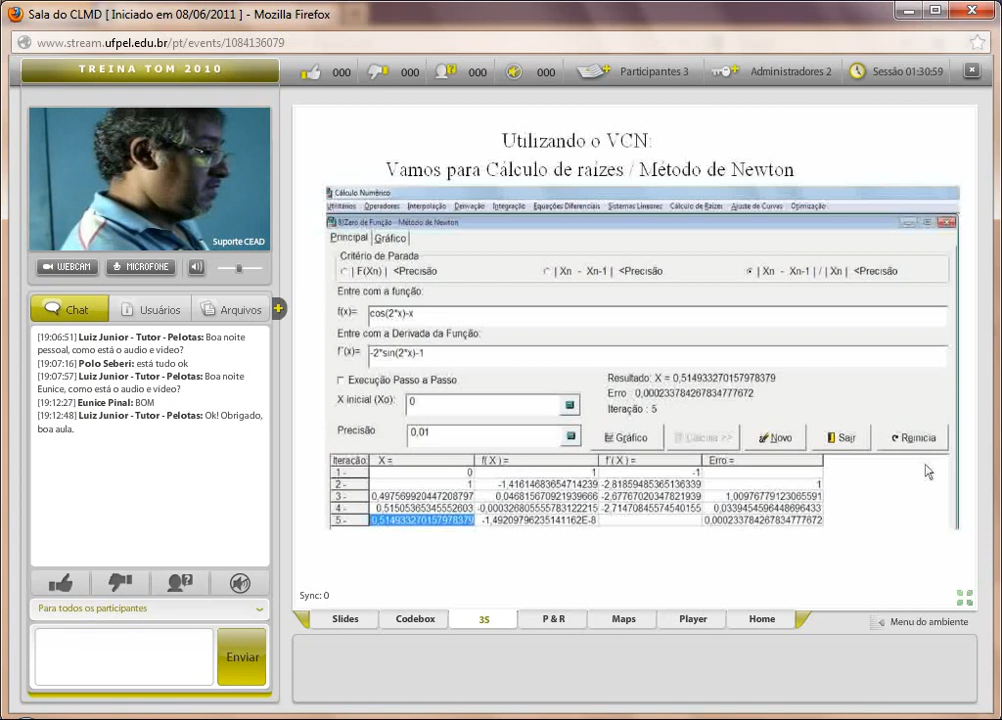 Sala do CLMD [ Iniciado em 08/06/2011 ] - Mozilla Firefox
www.stream.ufpel.edu.br/pt/events/1084136079
TREINA TOM 2010
000
000
000
000
Participantes 3
Administradores 2
Sessão 01:30:59
Suporte CEAD
WEBCAM
MICROFONE
Chat
Usuários
Arquivos
[19:06:51] Luiz Junior - Tutor - Pelotas: Boa noite
pessoal, como está o audio e video?
[19:07:16] Polo Seberi: está tudo ok
[19:07:57] Luiz Junior - Tutor - Pelotas: Boa noite
Eunice, como está o audio e video?
[19:12:27] Eunice Pinal: BOM
[19:12:48] Luiz Junior - Tutor - Pelotas: Ok! Obrigado,
boa aula.
Para todos os participantes
Enviar
Utilizando o VCN:
Vamos para Cálculo de raízes / Método de Newton
Cálculo Numérico
Utilitários Operadores Interpolação Derivação Integração Equações Diferenciais Sistemas Lineares Cálculo de Raízes Ajuste de Curvas Otimização
f/Zero de Função - Método de Newton
Principal Gráfico
Critério de Parada
| F(Xn) | <Precisão
| Xn - Xn-1 | <Precisão
| Xn - Xn-1 | / | Xn | <Precisão
Entre com a função:
f(x)= cos(2*x)-x
Entre com a Derivada da Função:
f'(x)= -2*sin(2*x)-1
Execução Passo a Passo
X inicial (Xo): 0
Precisão 0,01
Resultado: X = 0,514933270157978379
Erro 0,000233784267834777672
Iteração : 5
Gráfico
Calcula >>
Novo
Sair
Reinicia
Iteração: X = f( X ) = f'( X ) = Erro =
1 - 0 1 -1
2 - 1 -1,41614683654714239 -2,81859485365136339 1
3 - 0,497569920447208797 0,046815670921939666 -2,67767020347821939 1,00976779123065591
4 - 0,51505365345552603 -0,000326805555783122215 -2,71470845574540155 0,0339454596448696433
5 - 0,514933270157978379 -1,49209796235141162E-8 0,000233784267834777672
Sync: 0
Slides
Codebox
3S
P & R
Maps
Player
Home
Menu do ambiente